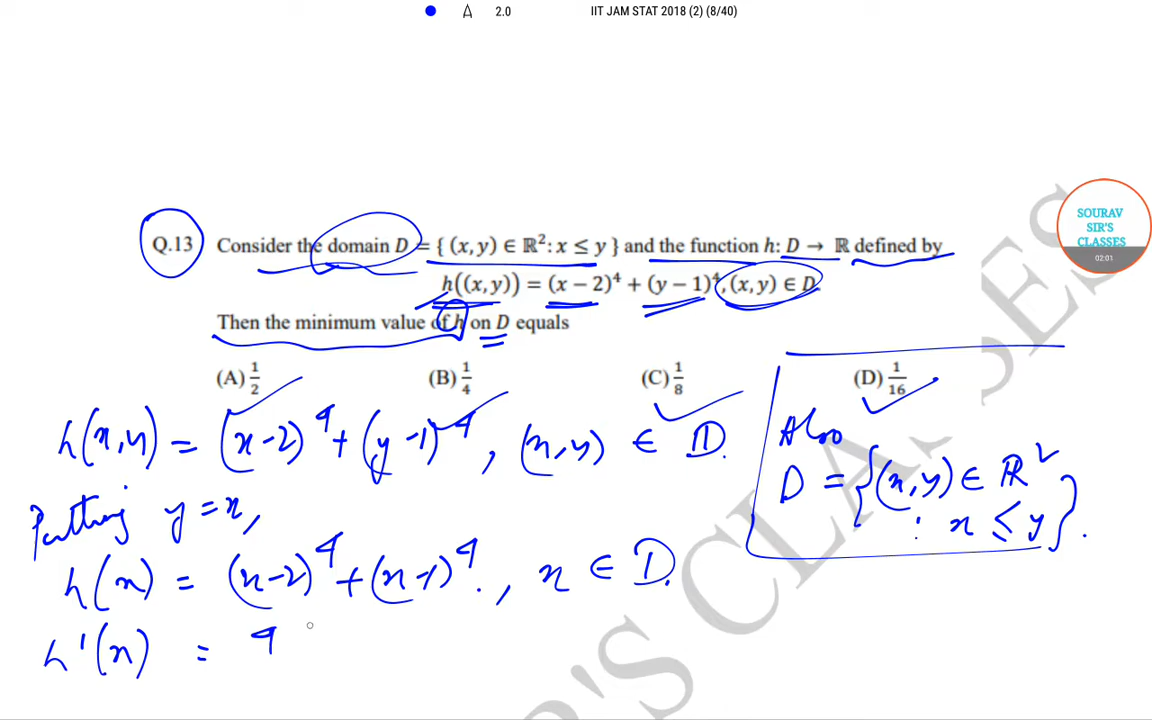 2.0 IIT JAM STAT 2018 (2) (8/40)
SOURAV
SIR'S
CLASSES
02:01
Q.13 Consider the domain D = { (x, y) ∈ ℝ²: x ≤ y } and the function h: D → ℝ defined by
h((x, y)) = (x − 2)⁴ + (y − 1)⁴, (x, y) ∈ D.
Then the minimum value of h on D equals
(A) 1/2 (B) 1/4 (C) 1/8 (D) 1/16
h(x,y) = (x-2)⁴ + (y-1)⁴, (x,y) ∈ D.
Also
D = {(x,y) ∈ ℝ²
: x ≤ y}.
Putting y = x,
h(x) = (x-2)⁴ + (x-1)⁴., x ∈ D.
h'(x) = 4